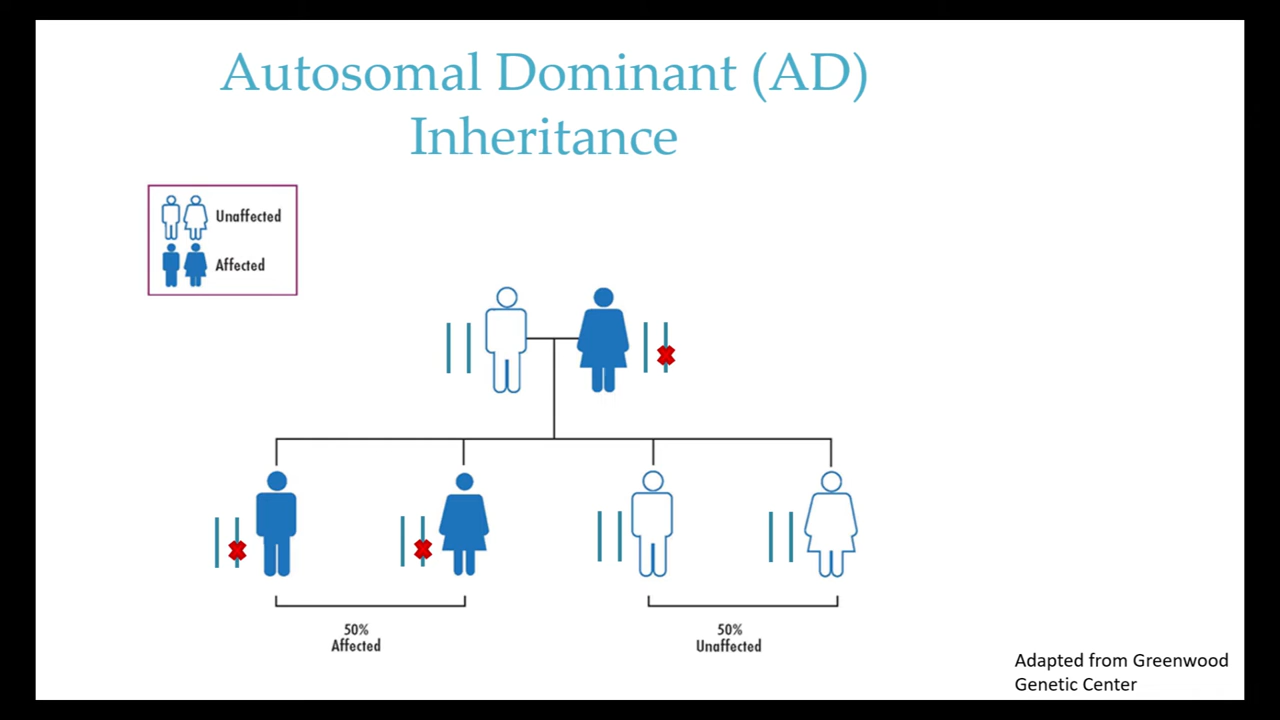 Autosomal Dominant (AD)
Inheritance
Unaffected
Affected
50%
Affected
50%
Unaffected
Adapted from Greenwood
Genetic Center